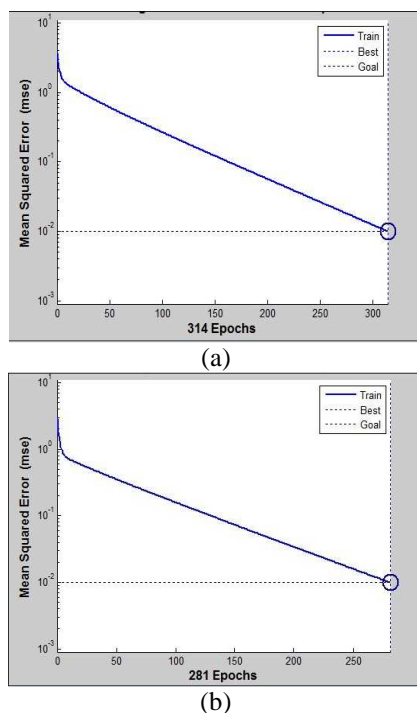 10^1
10^0
10^-1
10^-2
10^-3
Mean Squared Error (mse)
Train
Best
Goal
0 50 100 150 200 250 300
314 Epochs
(a)
10^1
10^0
10^-1
10^-2
10^-3
Mean Squared Error (mse)
Train
Best
Goal
0 50 100 150 200 250
281 Epochs
(b)